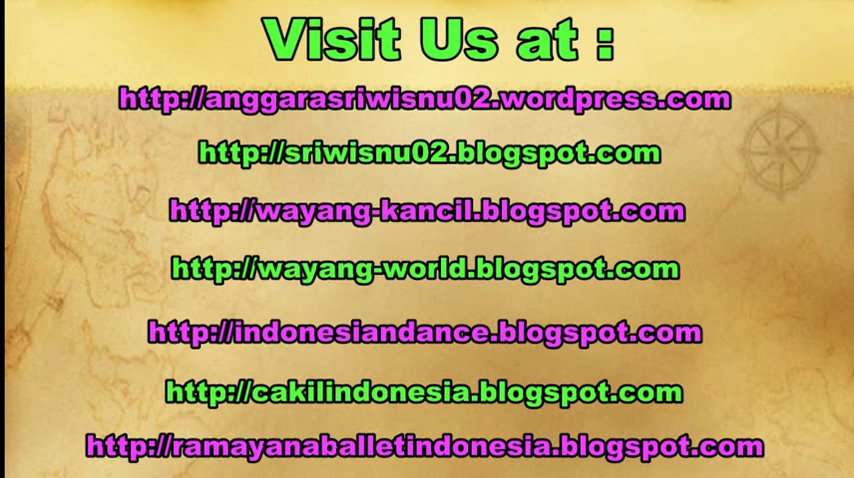 Visit Us at :
http://anggarasriwisnu02.wordpress.com
http://sriwisnu02.blogspot.com
http://wayang-kancil.blogspot.com
http://wayang-world.blogspot.com
http://indonesiandance.blogspot.com
http://cakilindonesia.blogspot.com
http://ramayanaballetindonesia.blogspot.com